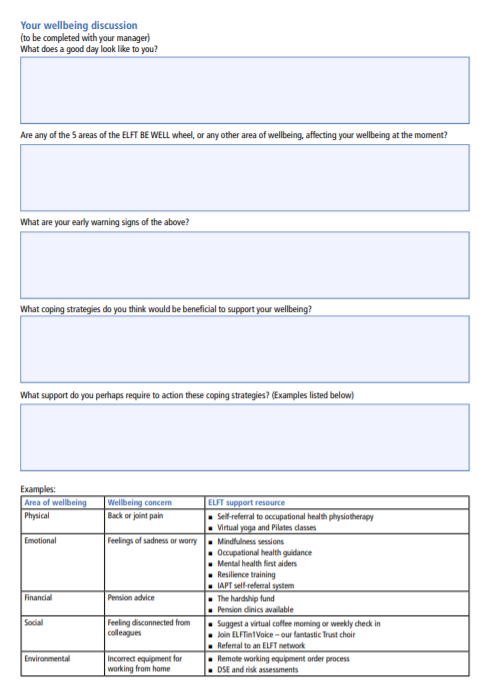 Your wellbeing discussion
(to be completed with your manager)
What does a good day look like to you?
Are any of the 5 areas of the ELFT BE WELL wheel, or any other area of wellbeing, affecting your wellbeing at the moment?
What are your early warning signs of the above?
What coping strategies do you think would be beneficial to support your wellbeing?
What support do you perhaps require to action these coping strategies? (Examples listed below)
Examples:
Area of wellbeing Wellbeing concern ELFT support resource
Physical Back or joint pain ▪ Self-referral to occupational health physiotherapy
▪ Virtual yoga and Pilates classes
Emotional Feelings of sadness or worry ▪ Mindfulness sessions
▪ Occupational health guidance
▪ Mental health first aiders
▪ Resilience training
▪ IAPT self-referral system
Financial Pension advice ▪ The hardship fund
▪ Pension clinics available
Social Feeling disconnected from ▪ Suggest a virtual coffee morning or weekly check in
colleagues ▪ Join ELFTin1Voice – our fantastic Trust choir
▪ Referral to an ELFT network
Environmental Incorrect equipment for ▪ Remote working equipment order process
working from home ▪ DSE and risk assessments